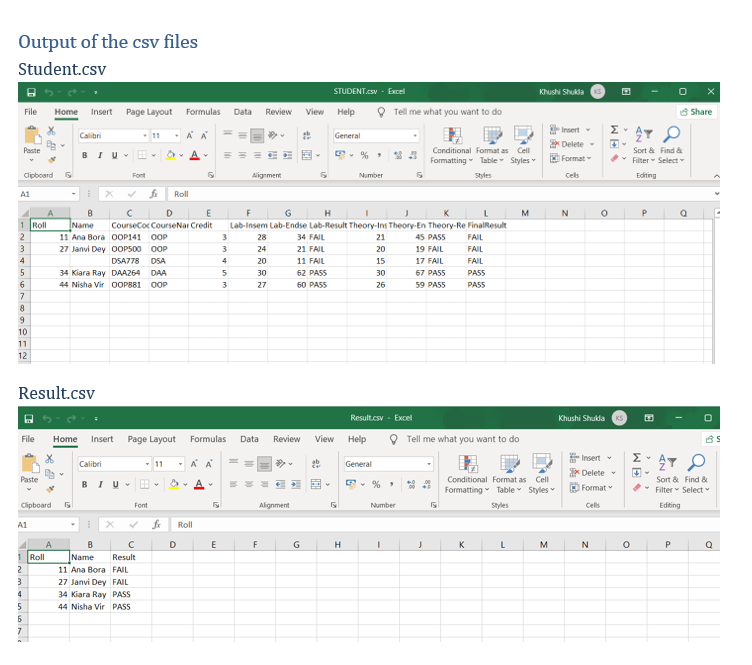 Output of the csv files
Student.csv
STUDENT.csv - Excel Khushi Shukla KS
File Home Insert Page Layout Formulas Data Review View Help Tell me what you want to do Share
Calibri 11 A A General Insert
Paste B I U A % , Conditional Format as Cell Delete Sort & Find &
Formatting Table Styles Format Filter Select
Clipboard Font Alignment Number Styles Cells Editing
A1 fx Roll
A B C D E F G H I J K L M N O P Q
1 Roll Name CourseCoc CourseNar Credit Lab-Insem Lab-Endse Lab-Result Theory-Ins Theory-En Theory-Re FinalResult
2 11 Ana Bora OOP141 OOP 3 28 34 FAIL 21 45 PASS FAIL
3 27 Janvi Dey OOP500 OOP 3 24 21 FAIL 20 19 FAIL FAIL
4 DSA778 DSA 4 20 11 FAIL 15 17 FAIL FAIL
5 34 Kiara Ray DAA264 DAA 5 30 62 PASS 30 67 PASS PASS
6 44 Nisha Vir OOP881 OOP 3 27 60 PASS 26 59 PASS PASS
7
8
9
10
11
12
Result.csv
Result.csv - Excel Khushi Shukla KS
File Home Insert Page Layout Formulas Data Review View Help Tell me what you want to do S
Calibri 11 A A General Insert
Paste B I U A % , Conditional Format as Cell Delete Sort & Find &
Formatting Table Styles Format Filter Select
Clipboard Font Alignment Number Styles Cells Editing
A1 fx Roll
A B C D E F G H I J K L M N O P Q
1 Roll Name Result
2 11 Ana Bora FAIL
3 27 Janvi Dey FAIL
4 34 Kiara Ray PASS
5 44 Nisha Vir PASS
6
7